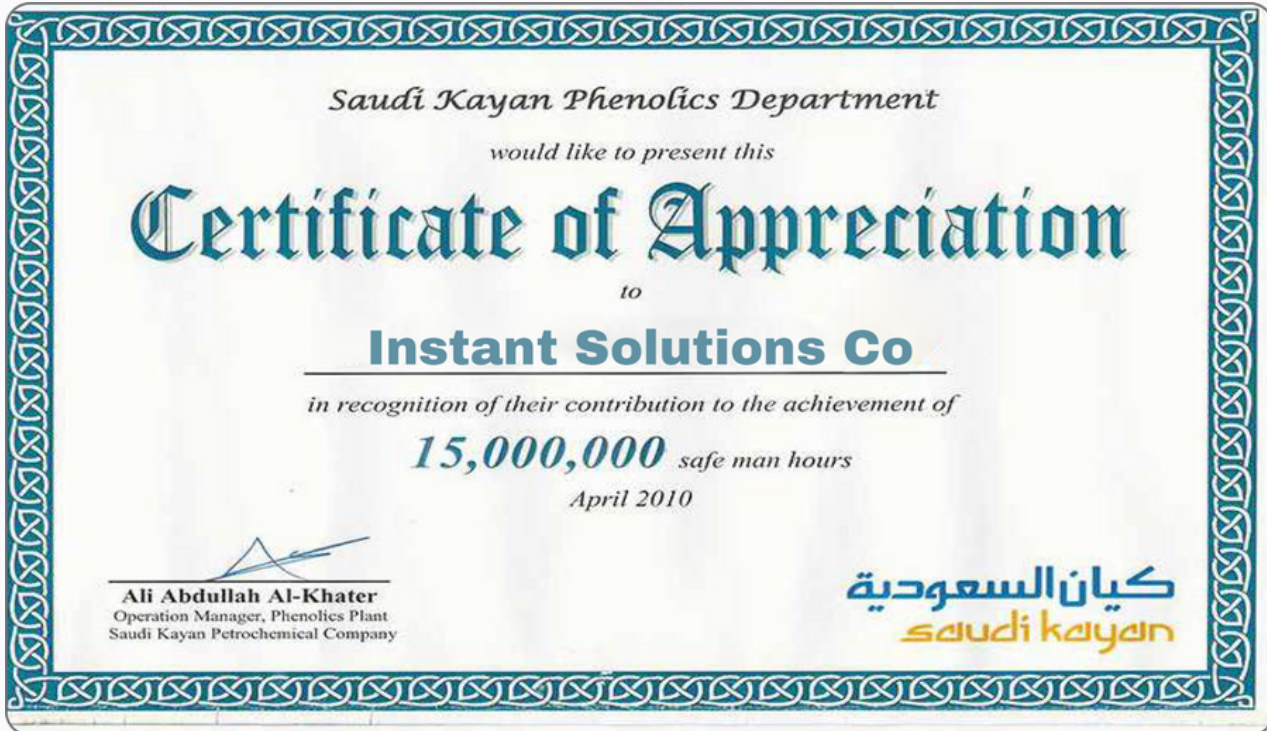 Saudi Kayan Phenolics Department
would like to present this
Certificate of Appreciation
to
Instant Solutions Co
in recognition of their contribution to the achievement of
15,000,000 safe man hours
April 2010
Ali Abdullah Al-Khater
Operation Manager, Phenolics Plant
Saudi Kayan Petrochemical Company
كيان السعودية
saudi kayan